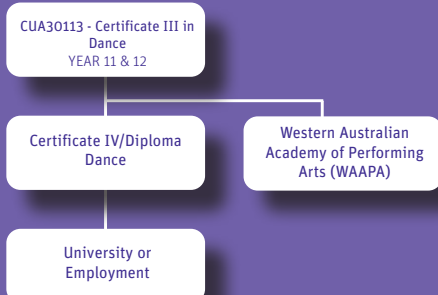 CUA30113 - Certificate III in
Dance
YEAR 11 & 12
Certificate IV/Diploma
Dance
Western Australian
Academy of Performing
Arts (WAAPA)
University or
Employment